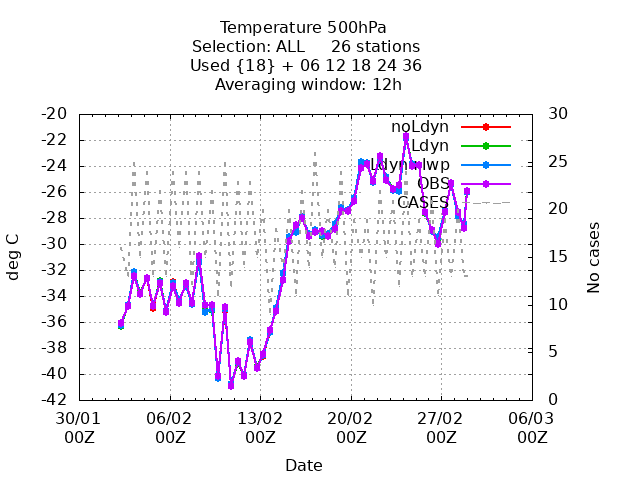 Temperature 500hPa
Selection: ALL 26 stations
Used {18} + 06 12 18 24 36
Averaging window: 12h
noLdyn
Ldyn
Ldyn+lwp
OBS
CASES
deg C
-20
-22
-24
-26
-28
-30
-32
-34
-36
-38
-40
-42
30
25
20
15
10
5
0
No cases
30/01 06/02 13/02 20/02 27/02 06/03
00Z 00Z 00Z 00Z 00Z 00Z
Date